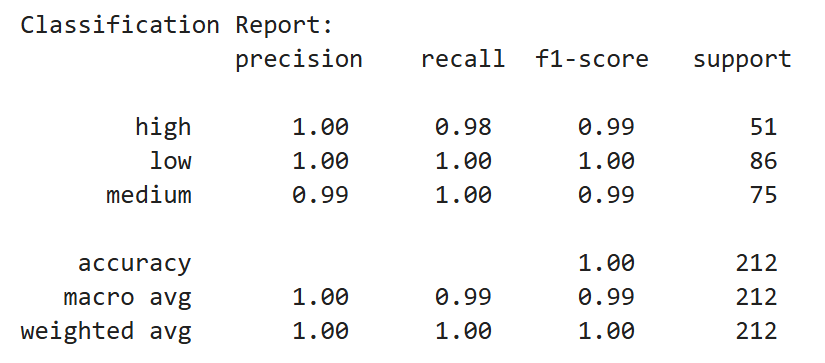 Classification Report:
precision recall f1-score support
high 1.00 0.98 0.99 51
low 1.00 1.00 1.00 86
medium 0.99 1.00 0.99 75
accuracy 1.00 212
macro avg 1.00 0.99 0.99 212
weighted avg 1.00 1.00 1.00 212